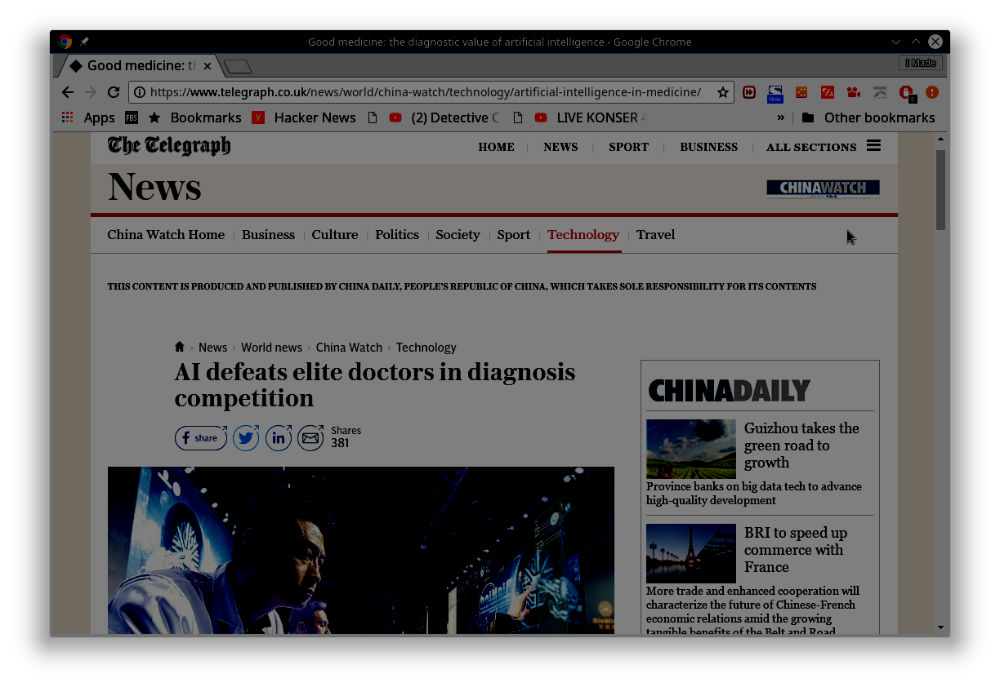 Good medicine: the diagnostic value of artificial intelligence - Google Chrome
Good medicine: th
Made
https://www.telegraph.co.uk/news/world/china-watch/technology/artificial-intelligence-in-medicine/
New
6
Apps
FBS
Bookmarks
Y
Hacker News
(2) Detective C
LIVE KONSER 4
»
Other bookmarks
The Telegraph
HOME
NEWS
SPORT
BUSINESS
ALL SECTIONS
News
CHINAWATCH
China Watch Home
Business
Culture
Politics
Society
Sport
Technology
Travel
THIS CONTENT IS PRODUCED AND PUBLISHED BY CHINA DAILY, PEOPLE'S REPUBLIC OF CHINA, WHICH TAKES SOLE RESPONSIBILITY FOR ITS CONTENTS
› News › World news › China Watch › Technology
AI defeats elite doctors in diagnosis
competition
share
Shares
381
CHINADAILY
Guizhou takes the
green road to
growth
Province banks on big data tech to advance
high-quality development
BRI to speed up
commerce with
France
More trade and enhanced cooperation will
characterize the future of Chinese-French
economic relations amid the growing
tangible benefits of the Belt and Road